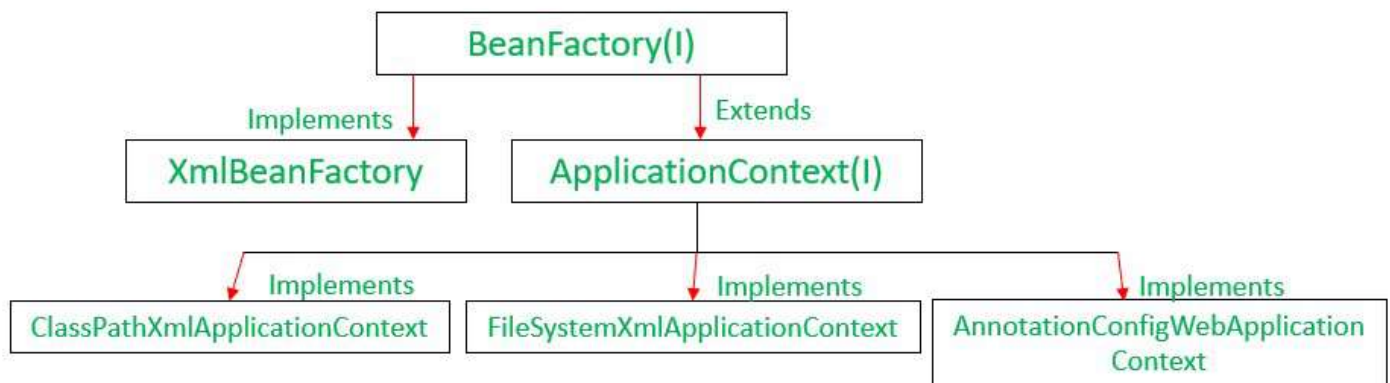 BeanFactory(I)
Implements
Extends
XmlBeanFactory
ApplicationContext(I)
Implements
Implements
Implements
ClassPathXmlApplicationContext
FileSystemXmlApplicationContext
AnnotationConfigWebApplication
Context